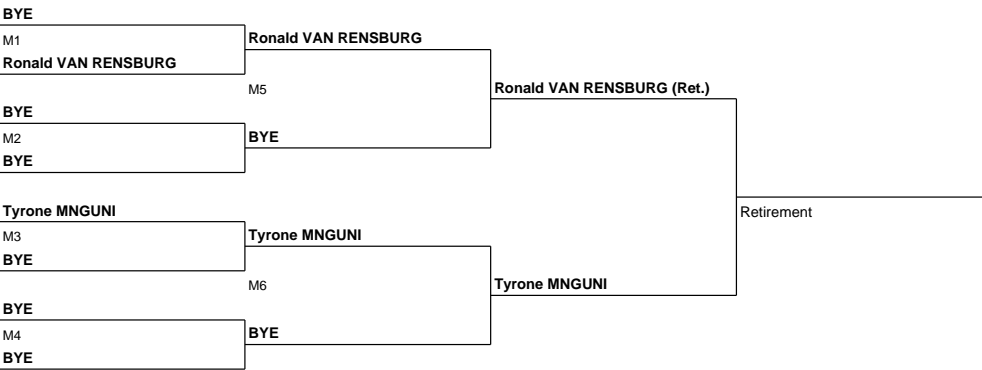 BYE
M1
Ronald VAN RENSBURG
Ronald VAN RENSBURG
M5
Ronald VAN RENSBURG (Ret.)
BYE
M2
BYE
BYE
Tyrone MNGUNI
Retirement
M3
Tyrone MNGUNI
BYE
M6
Tyrone MNGUNI
BYE
M4
BYE
BYE